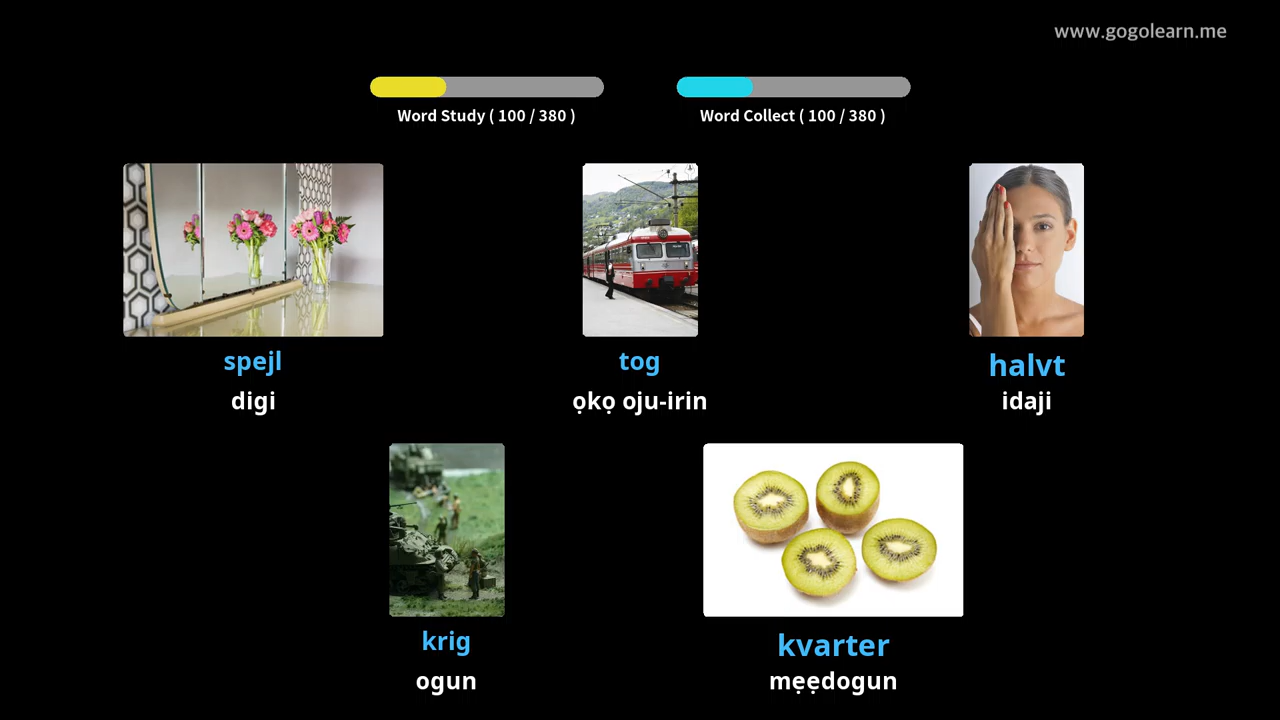 www.gogolearn.me
Word Study ( 100 / 380 )
Word Collect ( 100 / 380 )
spejl
digi
tog
ọkọ oju-irin
halvt
idaji
krig
ogun
kvarter
mẹẹdogun